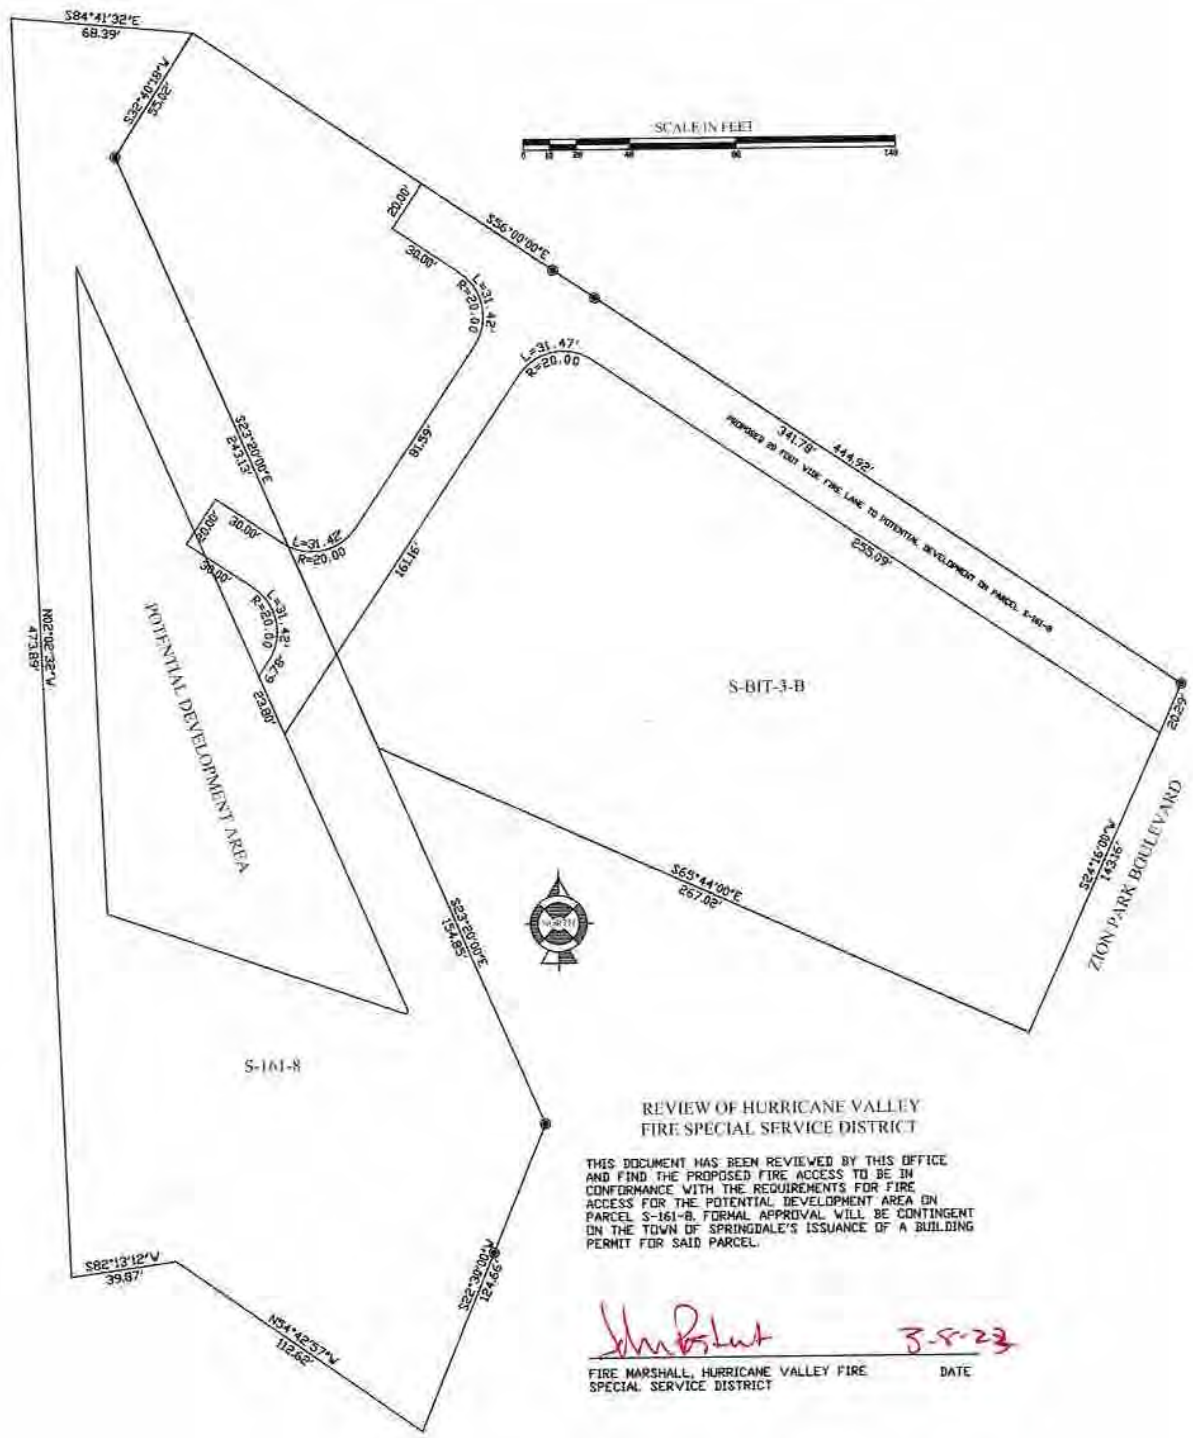 S84°41'32"E
68.39'
S32°40'18"W
55.02'
SCALE IN FEET
0 10 20 40 80 140
20.00'
30.00'
S56°00'00"E
L=31.42'
R=20.00
L=31.47'
R=20.00
S23°20'00"E
243.13'
81.59'
341.78' 444.92'
PROPOSED 20 FOOT WIDE FIRE LANE TO POTENTIAL DEVELOPMENT ON PARCEL S-161-8
255.09'
20.00'
30.00'
L=31.42'
R=20.00
161.16'
30.00'
L=31.42'
R=20.00
6.78'
23.80'
N02°02'32"W
473.89'
POTENTIAL DEVELOPMENT AREA
S-BIT-3-B
20.29'
S24°16'00"W
143.16'
ZION PARK BOULEVARD
S65°44'00"E
267.02'
NORTH
S23°20'00"E
154.85'
S-161-8
REVIEW OF HURRICANE VALLEY
FIRE SPECIAL SERVICE DISTRICT
THIS DOCUMENT HAS BEEN REVIEWED BY THIS OFFICE
AND FIND THE PROPOSED FIRE ACCESS TO BE IN
CONFORMANCE WITH THE REQUIREMENTS FOR FIRE
ACCESS FOR THE POTENTIAL DEVELOPMENT AREA ON
PARCEL S-161-8. FORMAL APPROVAL WILL BE CONTINGENT
ON THE TOWN OF SPRINGDALE'S ISSUANCE OF A BUILDING
PERMIT FOR SAID PARCEL.
S82°13'12"W
39.87'
S22°30'00"W
124.66'
N54°42'57"W
112.62'
John 3-8-23
FIRE MARSHALL, HURRICANE VALLEY FIRE DATE
SPECIAL SERVICE DISTRICT